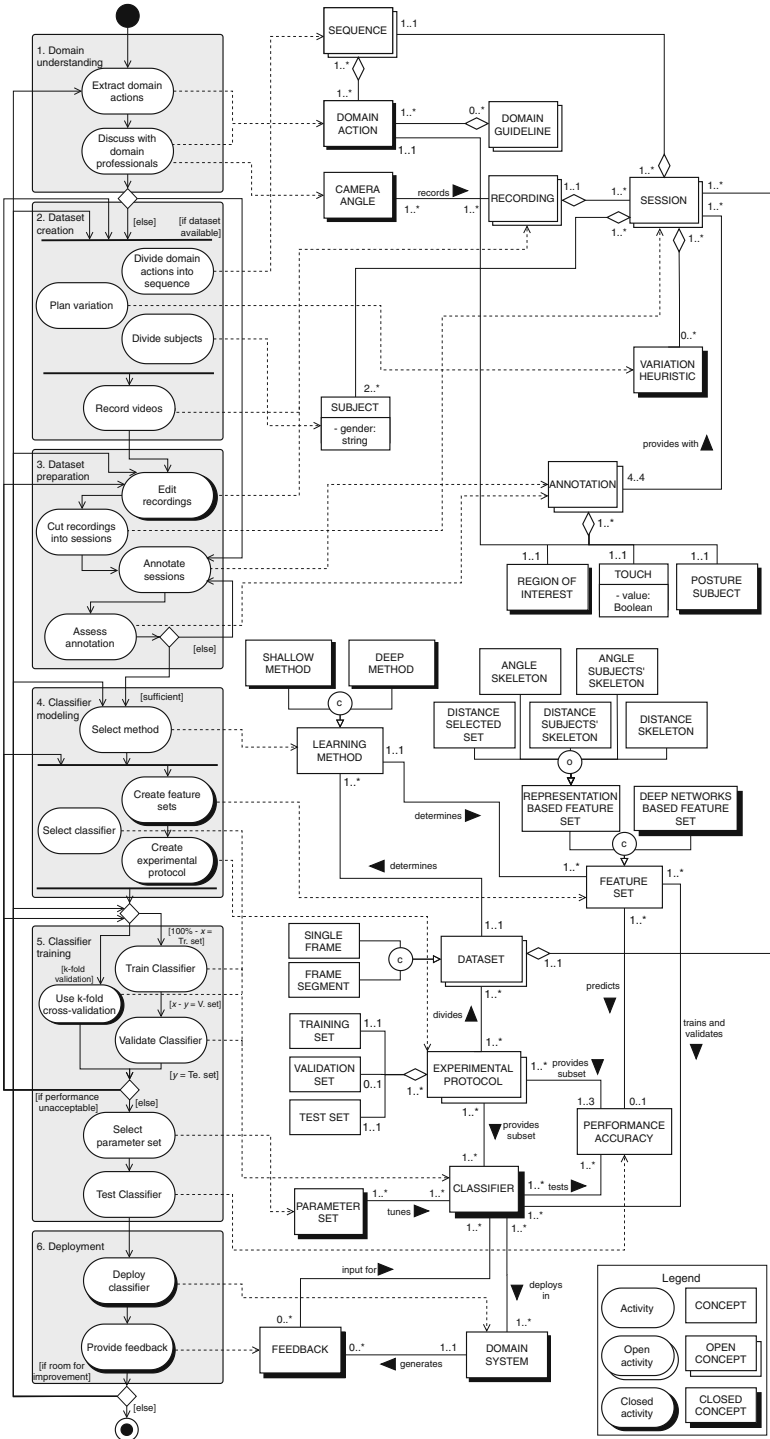 1. Domain
understanding
Extract domain
actions
Discuss with
domain
professionals
[else]
[if dataset
available]
2. Dataset
creation
Divide domain
actions into
sequence
Plan variation
Divide subjects
Record videos
3. Dataset
preparation
Edit
recordings
Cut recordings
into sessions
Annotate
sessions
Assess
annotation
[else]
[sufficient]
4. Classifier
modeling
Select method
Create feature
sets
Select classifier
Create
experimental
protocol
5. Classifier
training
[100% - x =
Tr. set]
[k-fold
validation]
Train Classifier
Use k-fold
cross-validation
[x - y = V. set]
Validate Classifier
[y = Te. set]
[if performance
unacceptable]
[else]
Select
parameter set
Test Classifier
6. Deployment
Deploy
classifier
Provide feedback
[if room for
improvement]
[else]
SEQUENCE
1..1
1..*
1..*
DOMAIN
ACTION
1..*
0..*
DOMAIN
GUIDELINE
1..1
CAMERA
ANGLE
records
1..*
1..*
RECORDING
1..1
1..*
1..*
SESSION
1..*
1..*
1..*
1..*
0..*
VARIATION
HEURISTIC
2..*
SUBJECT
- gender:
string
provides with
ANNOTATION
4..4
1..*
1..1
1..1
1..1
REGION OF
INTEREST
TOUCH
- value:
Boolean
POSTURE
SUBJECT
SHALLOW
METHOD
DEEP
METHOD
c
LEARNING
METHOD
1..1
1..*
ANGLE
SKELETON
ANGLE
SUBJECTS'
SKELETON
DISTANCE
SELECTED
SET
DISTANCE
SUBJECTS'
SKELETON
DISTANCE
SKELETON
o
REPRESENTATION
BASED FEATURE
SET
DEEP NETWORKS
BASED FEATURE
SET
c
determines
1..*
FEATURE
SET
1..*
1..*
determines
1..1
SINGLE
FRAME
FRAME
SEGMENT
c
DATASET
1..1
1..*
divides
predicts
trains and
validates
TRAINING
SET
1..1
VALIDATION
SET
0..1
TEST SET
1..1
1..*
1..*
EXPERIMENTAL
PROTOCOL
1..*
provides
subset
1..*
provides
subset
1..3
0..1
PERFORMANCE
ACCURACY
1..*
1..*
CLASSIFIER
1..*
tests
1..*
PARAMETER
SET
1..*
tunes
1..*
1..*
1..*
input for
deploys
in
0..*
FEEDBACK
0..*
generates
1..1
1..*
DOMAIN
SYSTEM
Legend
Activity
CONCEPT
Open
activity
OPEN
CONCEPT
Closed
activity
CLOSED
CONCEPT